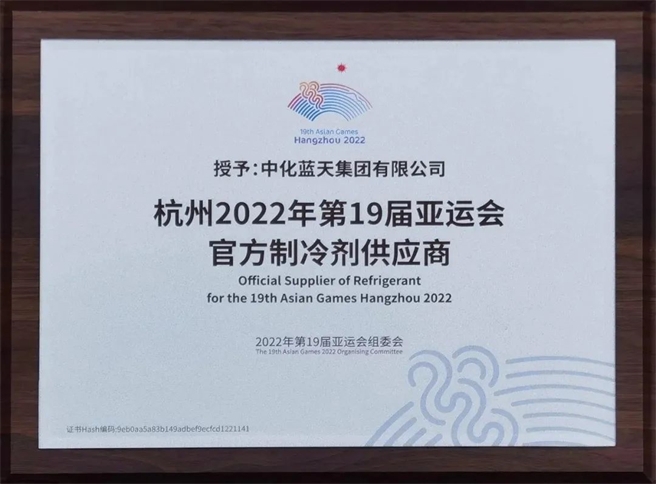 19th Asian Games
Hangzhou 2022
授予:中化蓝天集团有限公司
杭州2022年第19届亚运会
官方制冷剂供应商
Official Supplier of Refrigerant
for the 19th Asian Games Hangzhou 2022
2022年第19届亚运会组委会
The 19th Asian Games 2022 Organising Committee
证书Hash编码:9eb0aa5a83b149adbef9ecfcd1221141